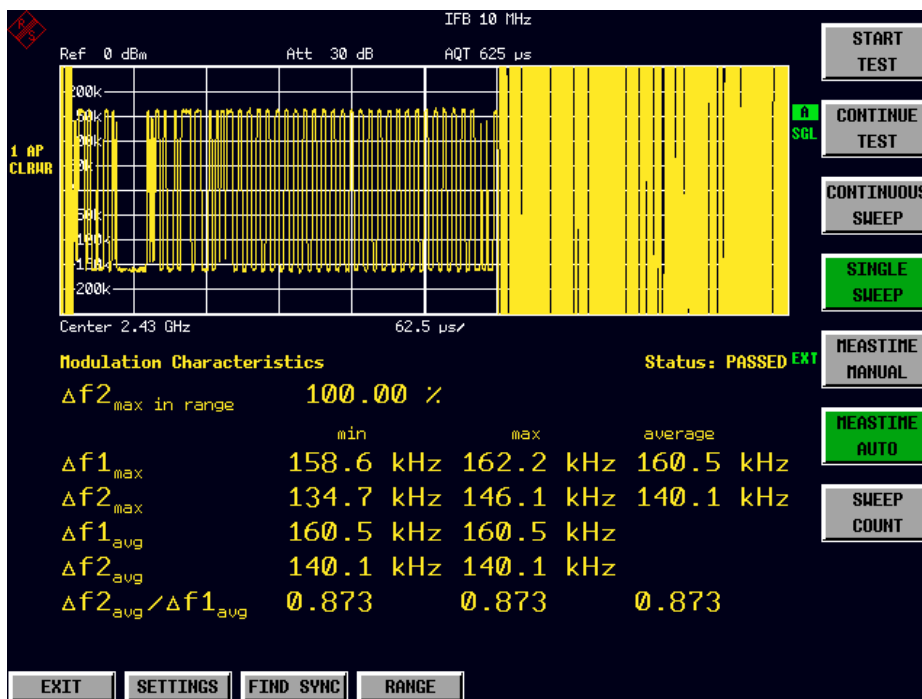 IFB 10 MHz
Ref 0 dBm Att 30 dB AQT 625 µs
START TEST
200k
A
SGL
CONTINUE TEST
1 AP
CLRWR
CONTINUOUS SWEEP
SINGLE SWEEP
-200k
Center 2.43 GHz 62.5 µs/
Modulation Characteristics Status: PASSED EXT
MEASTIME MANUAL
Δf2max in range 100.00 %
min max average
MEASTIME AUTO
Δf1max 158.6 kHz 162.2 kHz 160.5 kHz
Δf2max 134.7 kHz 146.1 kHz 140.1 kHz
SWEEP COUNT
Δf1avg 160.5 kHz 160.5 kHz
Δf2avg 140.1 kHz 140.1 kHz
Δf2avg/Δf1avg 0.873 0.873 0.873
EXIT SETTINGS FIND SYNC RANGE